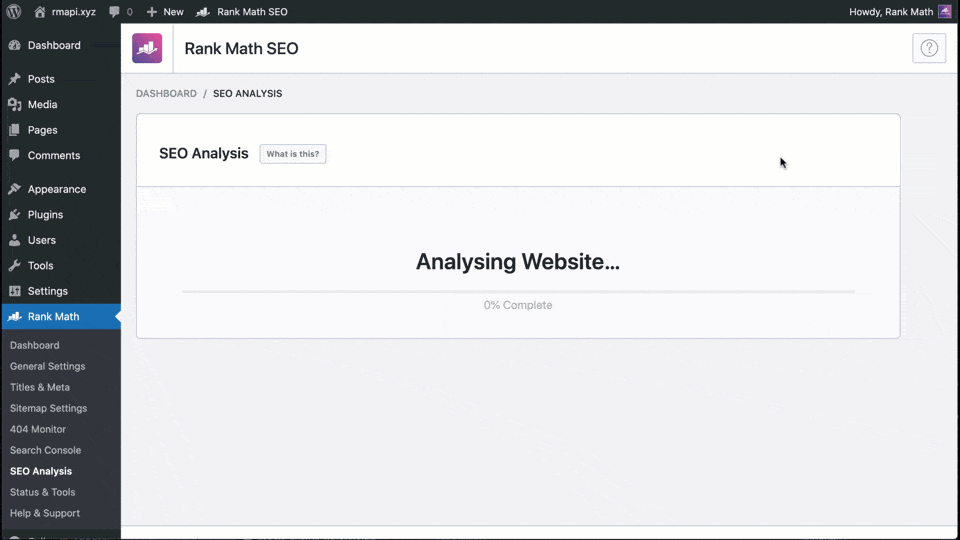 rmapi.xyz 0 New Rank Math SEO Howdy, Rank Math
Dashboard
Posts
Media
Pages
Comments
Appearance
Plugins
Users
Tools
Settings
Rank Math
Dashboard
General Settings
Titles & Meta
Sitemap Settings
404 Monitor
Search Console
SEO Analysis
Status & Tools
Help & Support
Rank Math SEO
?
DASHBOARD / SEO ANALYSIS
SEO Analysis What is this?
Analysing Website...
0% Complete